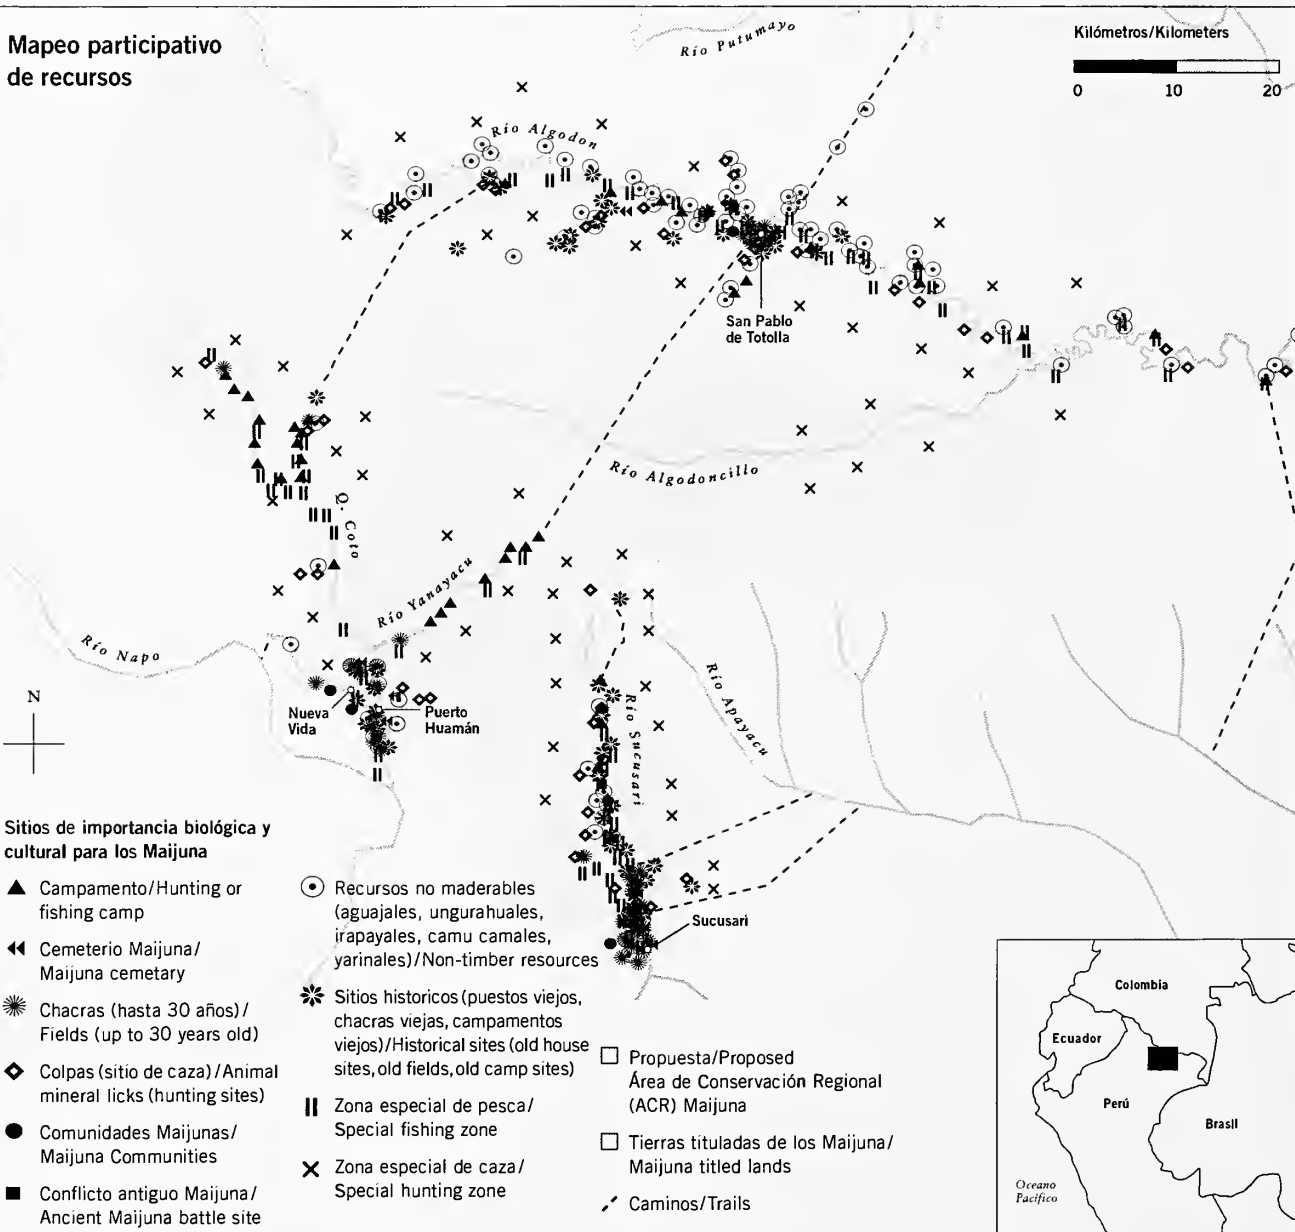 Mapeo participativo
de recursos
Río Putumayo
Kilómetros/Kilometers
0 10 20
Río Algodon
San Pablo
de Totolla
Río Algodoncillo
Q. Coto
Río Yanayacu
Río Napo
Río Apayacu
Río Sucusari
N
Nueva
Vida
Puerto
Huamán
Sucusari
Sitios de importancia biológica y
cultural para los Maijuna
Campamento/Hunting or
fishing camp
Cemeterio Maijuna/
Maijuna cemetary
Chacras (hasta 30 años)/
Fields (up to 30 years old)
Colpas (sitio de caza)/Animal
mineral licks (hunting sites)
Comunidades Maijunas/
Maijuna Communities
Conflicto antiguo Maijuna/
Ancient Maijuna battle site
Recursos no maderables
(aguajales, ungurahuales,
irapayales, camu camales,
yarinales)/Non-timber resources
Sitios historicos (puestos viejos,
chacras viejas, campamentos
viejos)/Historical sites (old house
sites, old fields, old camp sites)
Zona especial de pesca/
Special fishing zone
Zona especial de caza/
Special hunting zone
Propuesta/Proposed
Área de Conservación Regional
(ACR) Maijuna
Tierras tituladas de los Maijuna/
Maijuna titled lands
Caminos/Trails
Colombia
Ecuador
Perú
Brasil
Oceano
Pacífico